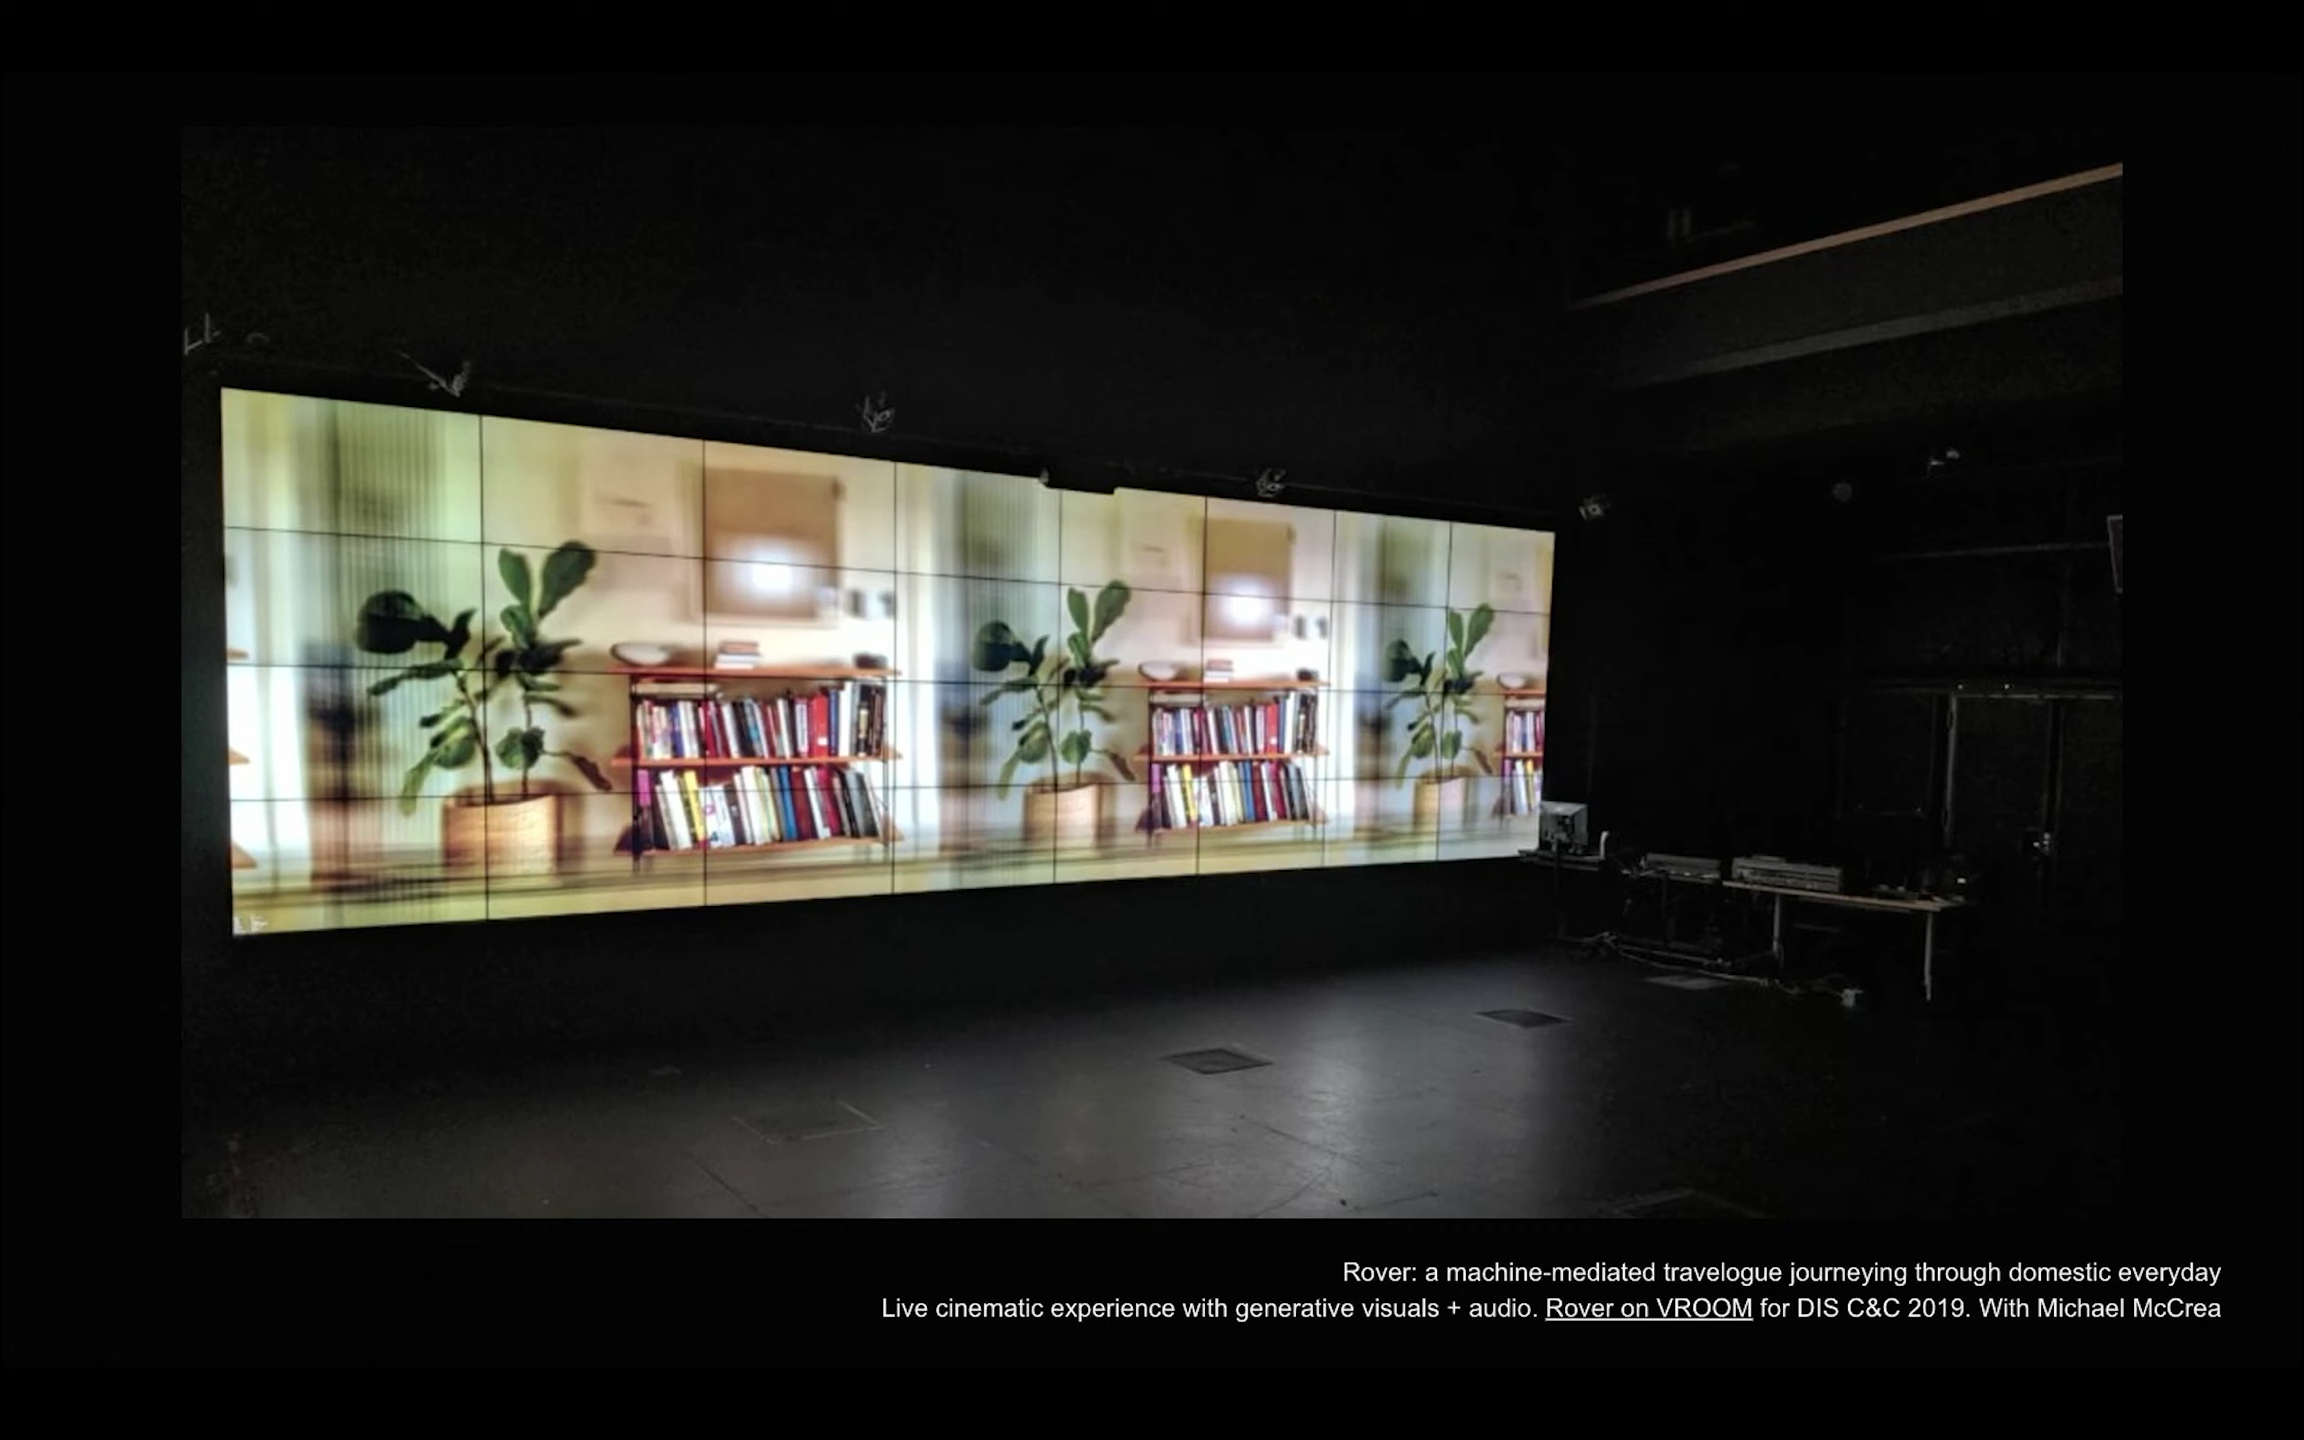 Rover: a machine-mediated travelogue journeying through domestic everyday
Live cinematic experience with generative visuals + audio. Rover on VROOM for DIS C&C 2019. With Michael McCrea